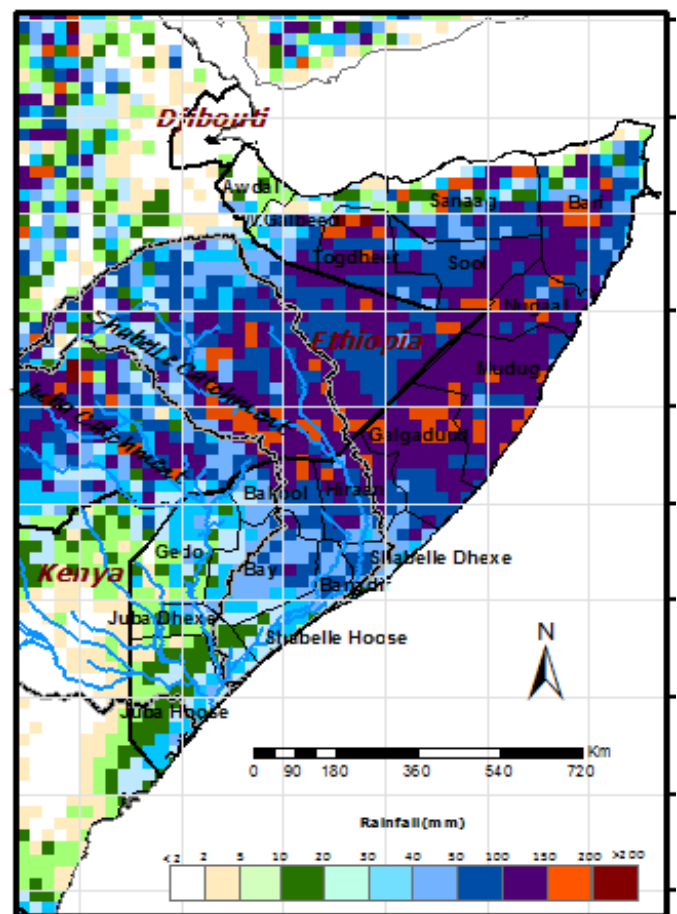 Djibouti
Awdal
W.Galbeed
Sanaag
Bari
Togdheer
Sool
Nugaal
Ethiopia
Mudug
Shabelle Catchment
Juba Catchment
Galgaduud
Bakool
Hiraan
Gedo
Bay
Shabelle Dhexe
Kenya
Banadir
Juba Dhexe
Shabelle Hoose
N
Juba Hoose
Km
0 90 180 360 540 720
Rainfall(mm)
<2 2 5 10 20 30 40 50 100 150 200 >200